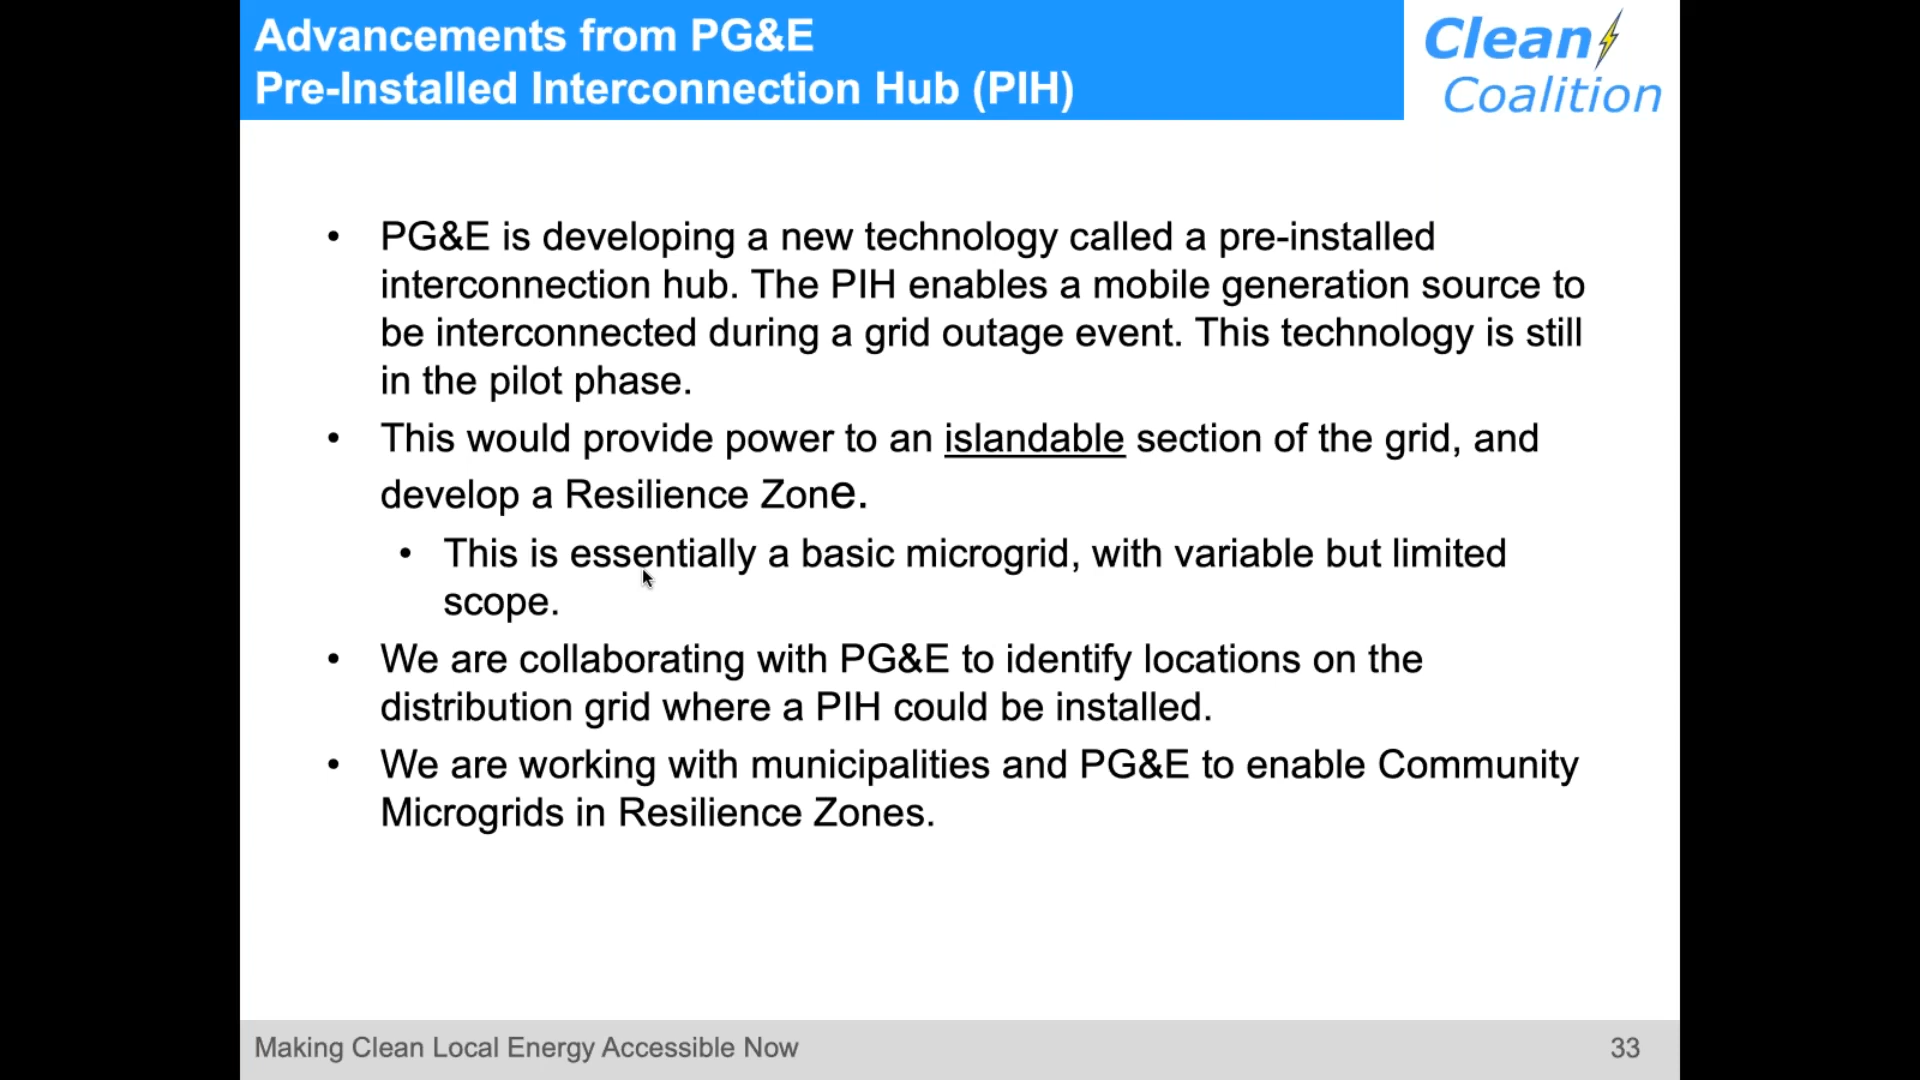 Advancements from PG&E
Pre-Installed Interconnection Hub (PIH)
Clean
Coalition
• PG&E is developing a new technology called a pre-installed
interconnection hub. The PIH enables a mobile generation source to
be interconnected during a grid outage event. This technology is still
in the pilot phase.
• This would provide power to an islandable section of the grid, and
develop a Resilience Zone.
• This is essentially a basic microgrid, with variable but limited
scope.
• We are collaborating with PG&E to identify locations on the
distribution grid where a PIH could be installed.
• We are working with municipalities and PG&E to enable Community
Microgrids in Resilience Zones.
Making Clean Local Energy Accessible Now
33